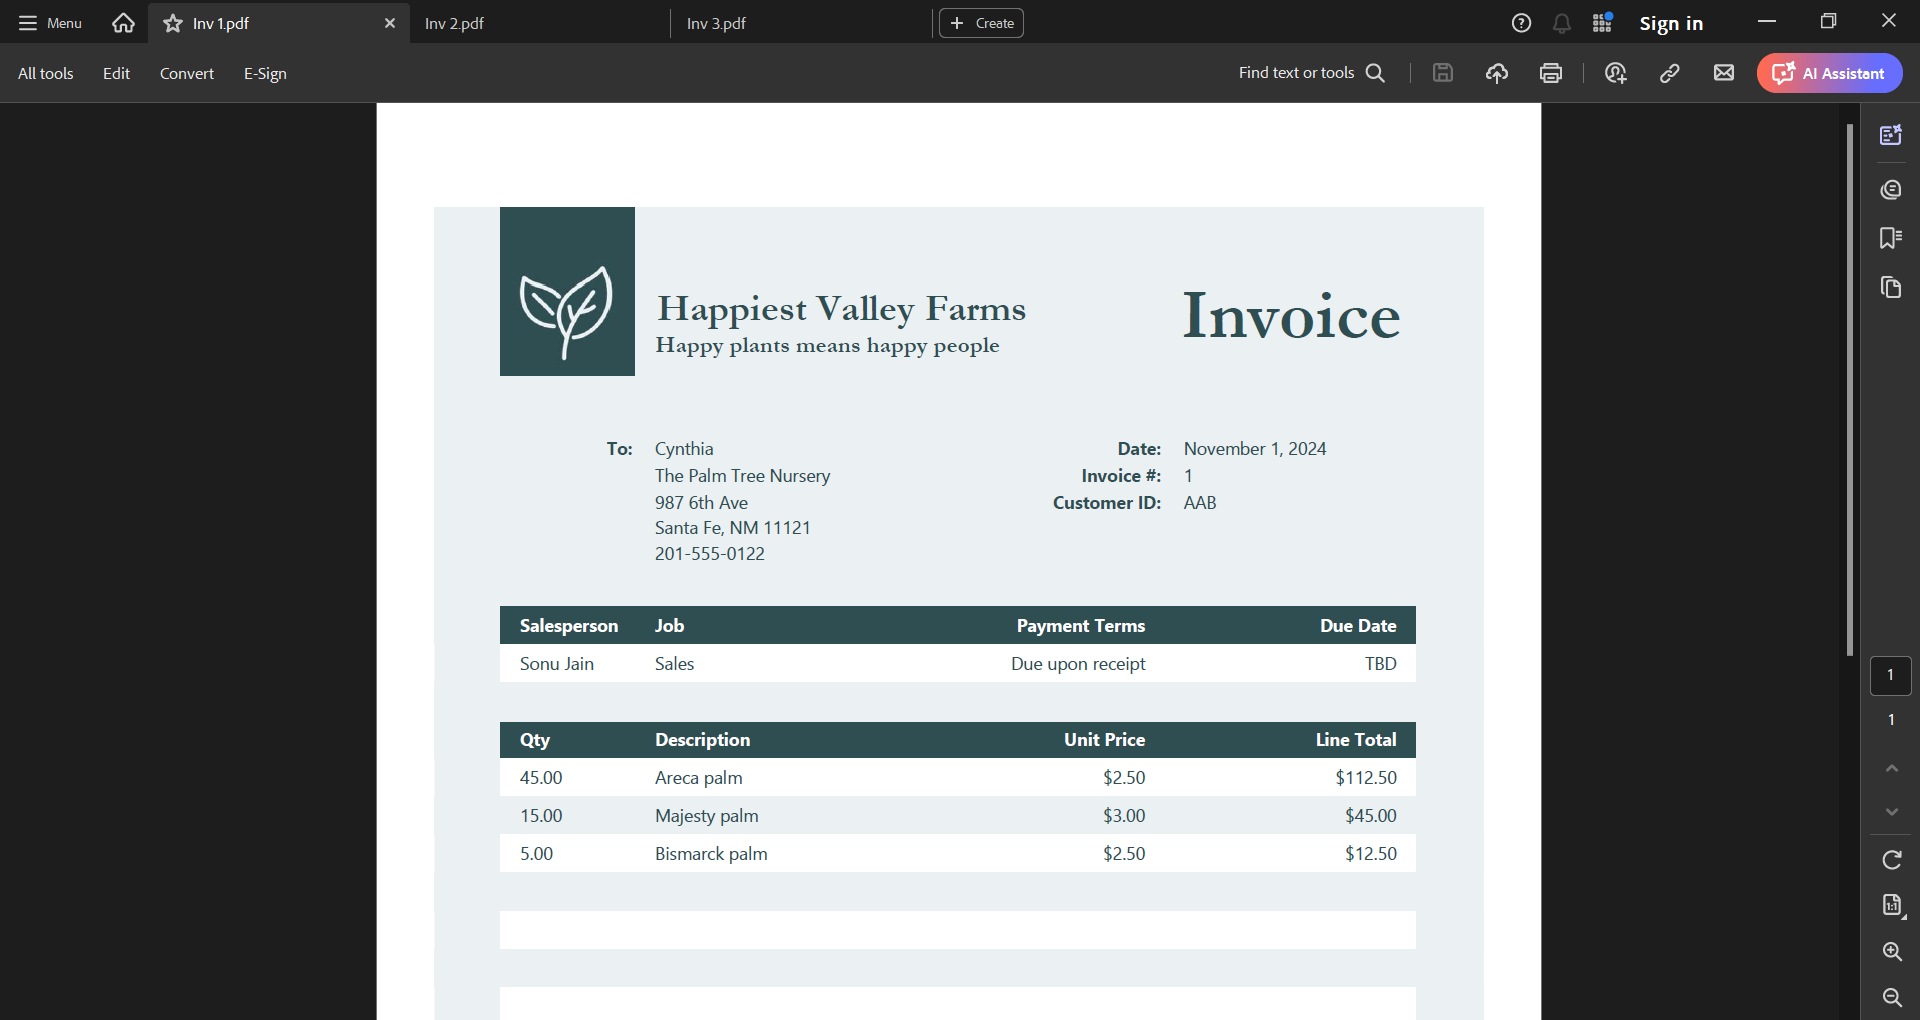 Menu
Inv 1.pdf
Inv 2.pdf
Inv 3.pdf
Create
Sign in
All tools
Edit
Convert
E-Sign
Find text or tools
AI Assistant
Happiest Valley Farms
Happy plants means happy people
Invoice
To: Cynthia
The Palm Tree Nursery
987 6th Ave
Santa Fe, NM 11121
201-555-0122
Date: November 1, 2024
Invoice #: 1
Customer ID: AAB
Salesperson Job Payment Terms Due Date
Sonu Jain Sales Due upon receipt TBD
Qty Description Unit Price Line Total
45.00 Areca palm $2.50 $112.50
15.00 Majesty palm $3.00 $45.00
5.00 Bismarck palm $2.50 $12.50
1
1
1:1